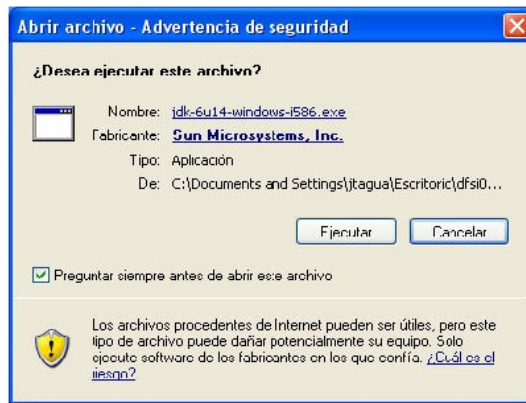 Abrir archivo - Advertencia de seguridad
¿Desea ejecutar este archivo?
Nombre: jdk-6u14-windows-i586.exe
Fabricante: Sun Microsystems, Inc.
Tipo: Aplicación
De: C:\Documents and Settings\jtagua\Escritorio\dfsi0...
Ejecutar
Cancelar
Preguntar siempre antes de abrir este archivo
Los archivos procedentes de Internet pueden ser útiles, pero este
tipo de archivo puede dañar potencialmente su equipo. Solo
ejecute software de los fabricantes en los que confía. ¿Cuál es el
riesgo?